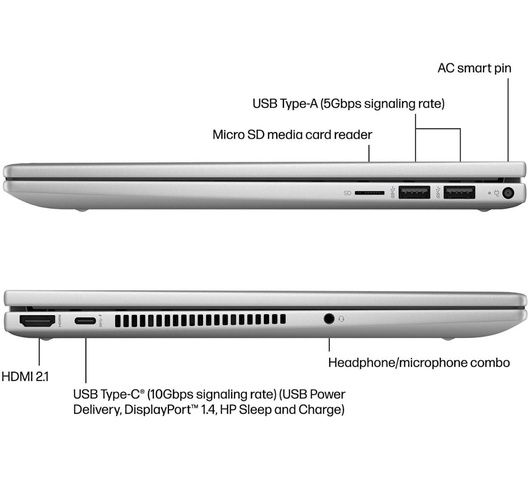 AC smart pin
USB Type-A (5Gbps signaling rate)
Micro SD media card reader
SD
HDMI
Headphone/microphone combo
HDMI 2.1
USB Type-C® (10Gbps signaling rate) (USB Power
Delivery, DisplayPort™ 1.4, HP Sleep and Charge)